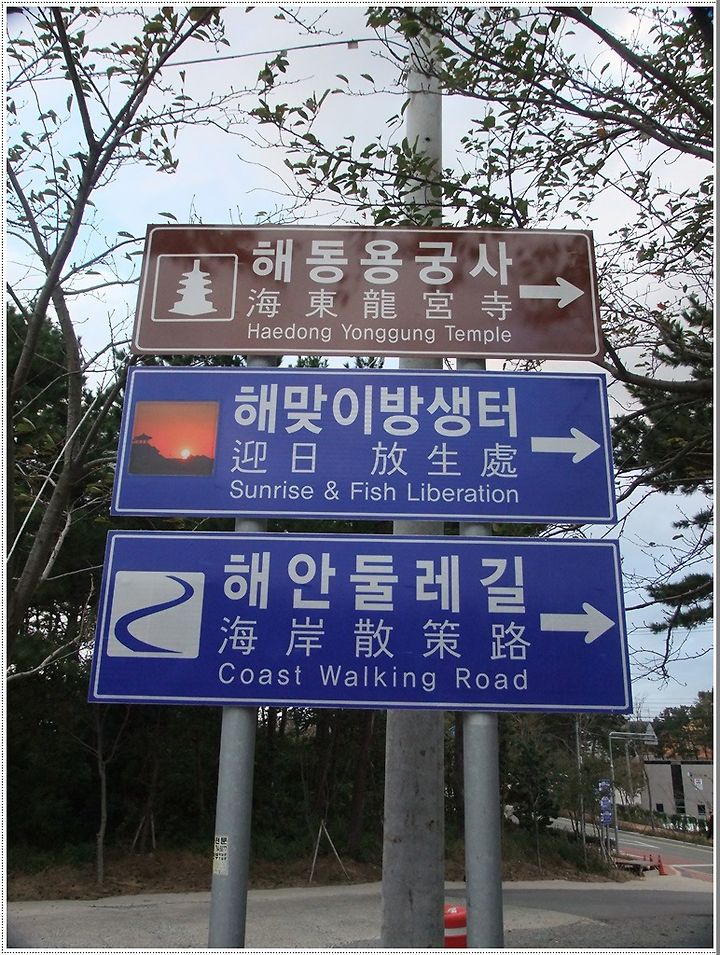 해동용궁사
海東龍宮寺
Haedong Yonggung Temple
해맞이방생터
迎日 放生處
Sunrise & Fish Liberation
해안둘레길
海岸散策路
Coast Walking Road